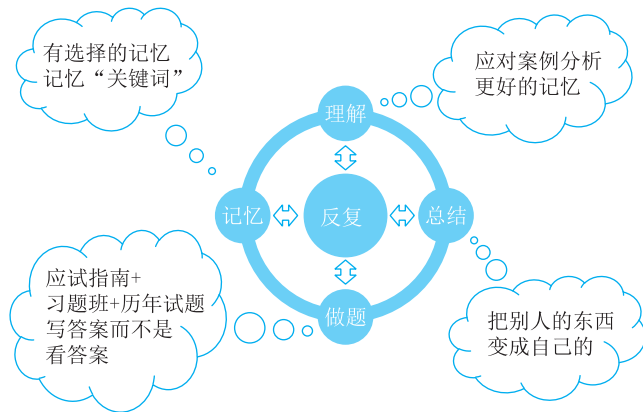 有选择的记忆
记忆“关键词”
应对案例分析
更好的记忆
理解
记忆
反复
总结
做题
应试指南+
习题班+历年试题
写答案而不是
看答案
把别人的东西
变成自己的